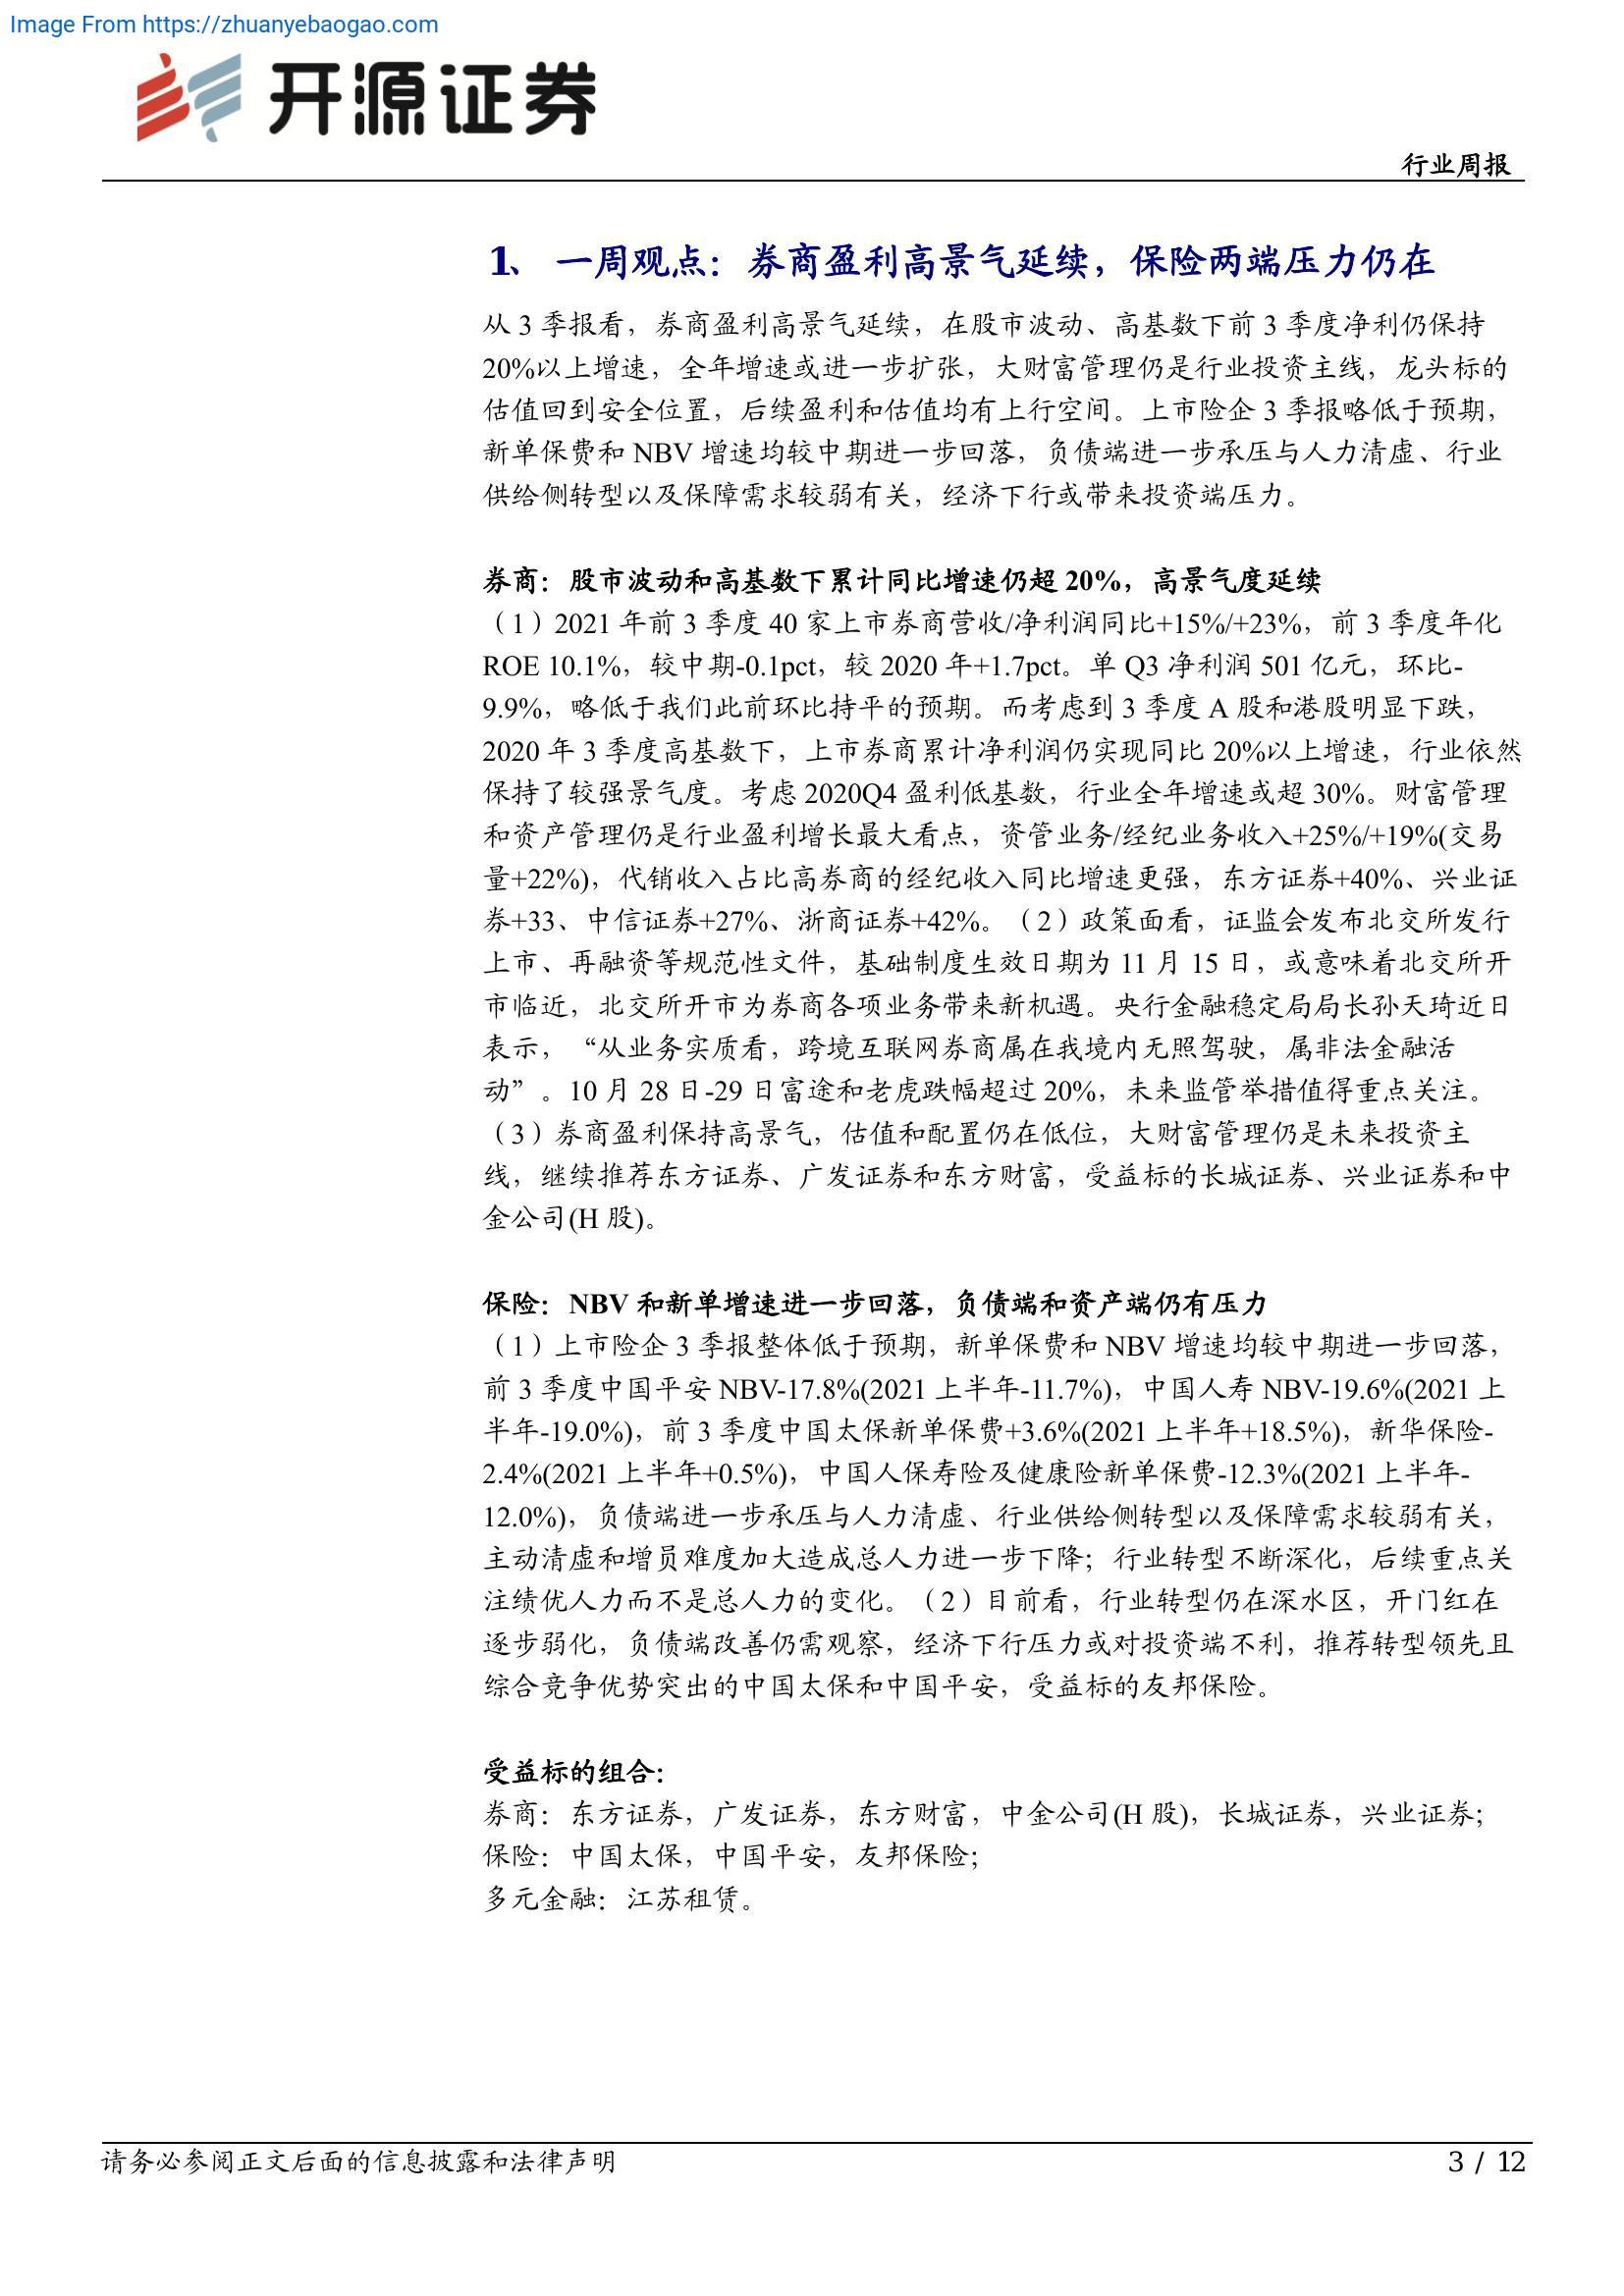 Image From https://zhuanyebaogao.com
开源证券
行业周报
1、 一周观点：券商盈利高景气延续，保险两端压力仍在
从 3 季报看，券商盈利高景气延续，在股市波动、高基数下前 3 季度净利仍保持
20%以上增速，全年增速或进一步扩张，大财富管理仍是行业投资主线，龙头标的
估值回到安全位置，后续盈利和估值均有上行空间。上市险企 3 季报略低于预期，
新单保费和 NBV 增速均较中期进一步回落，负债端进一步承压与人力清虚、行业
供给侧转型以及保障需求较弱有关，经济下行或带来投资端压力。
券商：股市波动和高基数下累计同比增速仍超 20%，高景气度延续
（1）2021 年前 3 季度 40 家上市券商营收/净利润同比+15%/+23%，前 3 季度年化
ROE 10.1%，较中期-0.1pct，较 2020 年+1.7pct。单 Q3 净利润 501 亿元，环比-
9.9%，略低于我们此前环比持平的预期。而考虑到 3 季度 A 股和港股明显下跌，
2020 年 3 季度高基数下，上市券商累计净利润仍实现同比 20%以上增速，行业依然
保持了较强景气度。考虑 2020Q4 盈利低基数，行业全年增速或超 30%。财富管理
和资产管理仍是行业盈利增长最大看点，资管业务/经纪业务收入+25%/+19%(交易
量+22%)，代销收入占比高券商的经纪收入同比增速更强，东方证券+40%、兴业证
券+33、中信证券+27%、浙商证券+42%。（2）政策面看，证监会发布北交所发行
上市、再融资等规范性文件，基础制度生效日期为 11 月 15 日，或意味着北交所开
市临近，北交所开市为券商各项业务带来新机遇。央行金融稳定局局长孙天琦近日
表示，“从业务实质看，跨境互联网券商属在我境内无照驾驶，属非法金融活
动”。10 月 28 日-29 日富途和老虎跌幅超过 20%，未来监管举措值得重点关注。
（3）券商盈利保持高景气，估值和配置仍在低位，大财富管理仍是未来投资主
线，继续推荐东方证券、广发证券和东方财富，受益标的长城证券、兴业证券和中
金公司(H 股)。
保险：NBV 和新单增速进一步回落，负债端和资产端仍有压力
（1）上市险企 3 季报整体低于预期，新单保费和 NBV 增速均较中期进一步回落，
前 3 季度中国平安 NBV-17.8%(2021 上半年-11.7%)，中国人寿 NBV-19.6%(2021 上
半年-19.0%)，前 3 季度中国太保新单保费+3.6%(2021 上半年+18.5%)，新华保险-
2.4%(2021 上半年+0.5%)，中国人保寿险及健康险新单保费-12.3%(2021 上半年-
12.0%)，负债端进一步承压与人力清虚、行业供给侧转型以及保障需求较弱有关，
主动清虚和增员难度加大造成总人力进一步下降；行业转型不断深化，后续重点关
注绩优人力而不是总人力的变化。（2）目前看，行业转型仍在深水区，开门红在
逐步弱化，负债端改善仍需观察，经济下行压力或对投资端不利，推荐转型领先且
综合竞争优势突出的中国太保和中国平安，受益标的友邦保险。
受益标的组合：
券商：东方证券，广发证券，东方财富，中金公司(H 股)，长城证券，兴业证券；
保险：中国太保，中国平安，友邦保险；
多元金融：江苏租赁。
请务必参阅正文后面的信息披露和法律声明
3 / 12